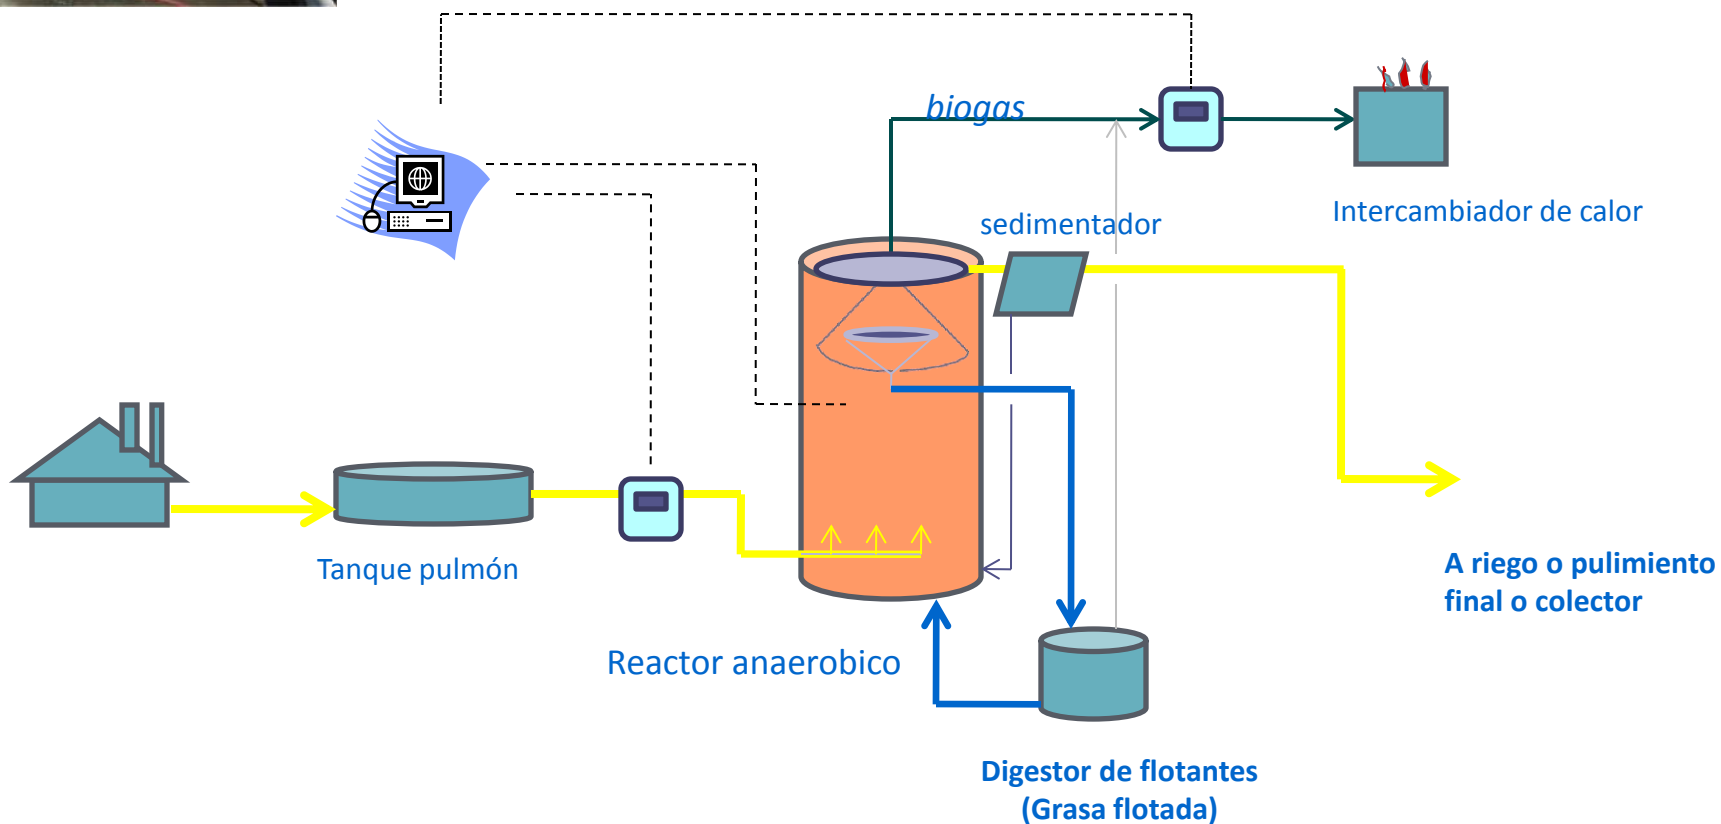 biogas
Intercambiador de calor
sedimentador
Tanque pulmón
A riego o pulimiento
final o colector
Reactor anaerobico
Digestor de flotantes
(Grasa flotada)